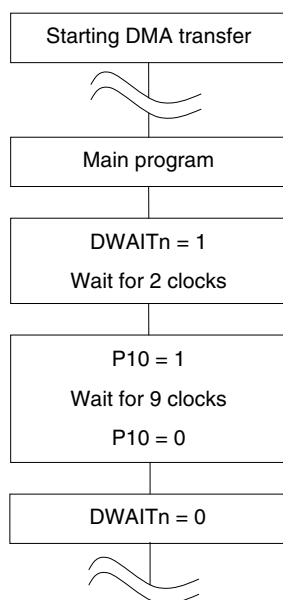 Starting DMA transfer
Main program
DWAITn = 1
Wait for 2 clocks
P10 = 1
Wait for 9 clocks
P10 = 0
DWAITn = 0